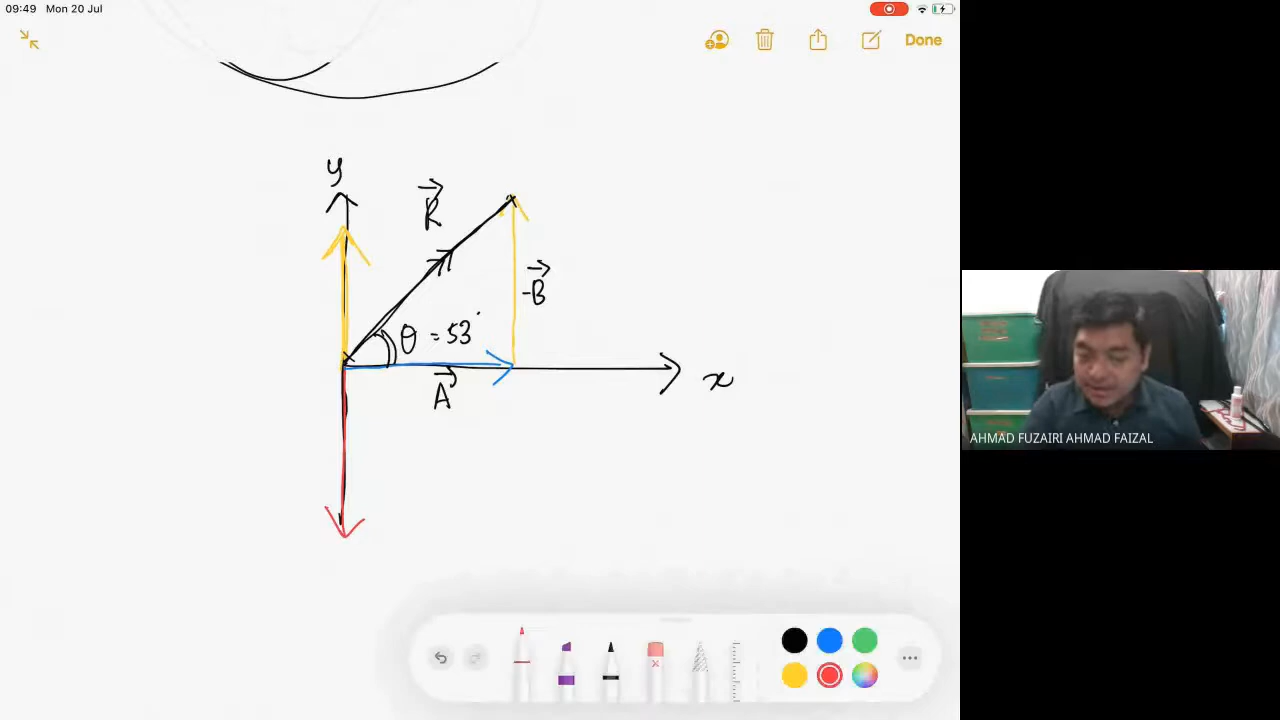 09:49 Mon 20 Jul
Done
y
R
-B
θ = 53°
A
x
AHMAD FUZAIRI AHMAD FAIZAL